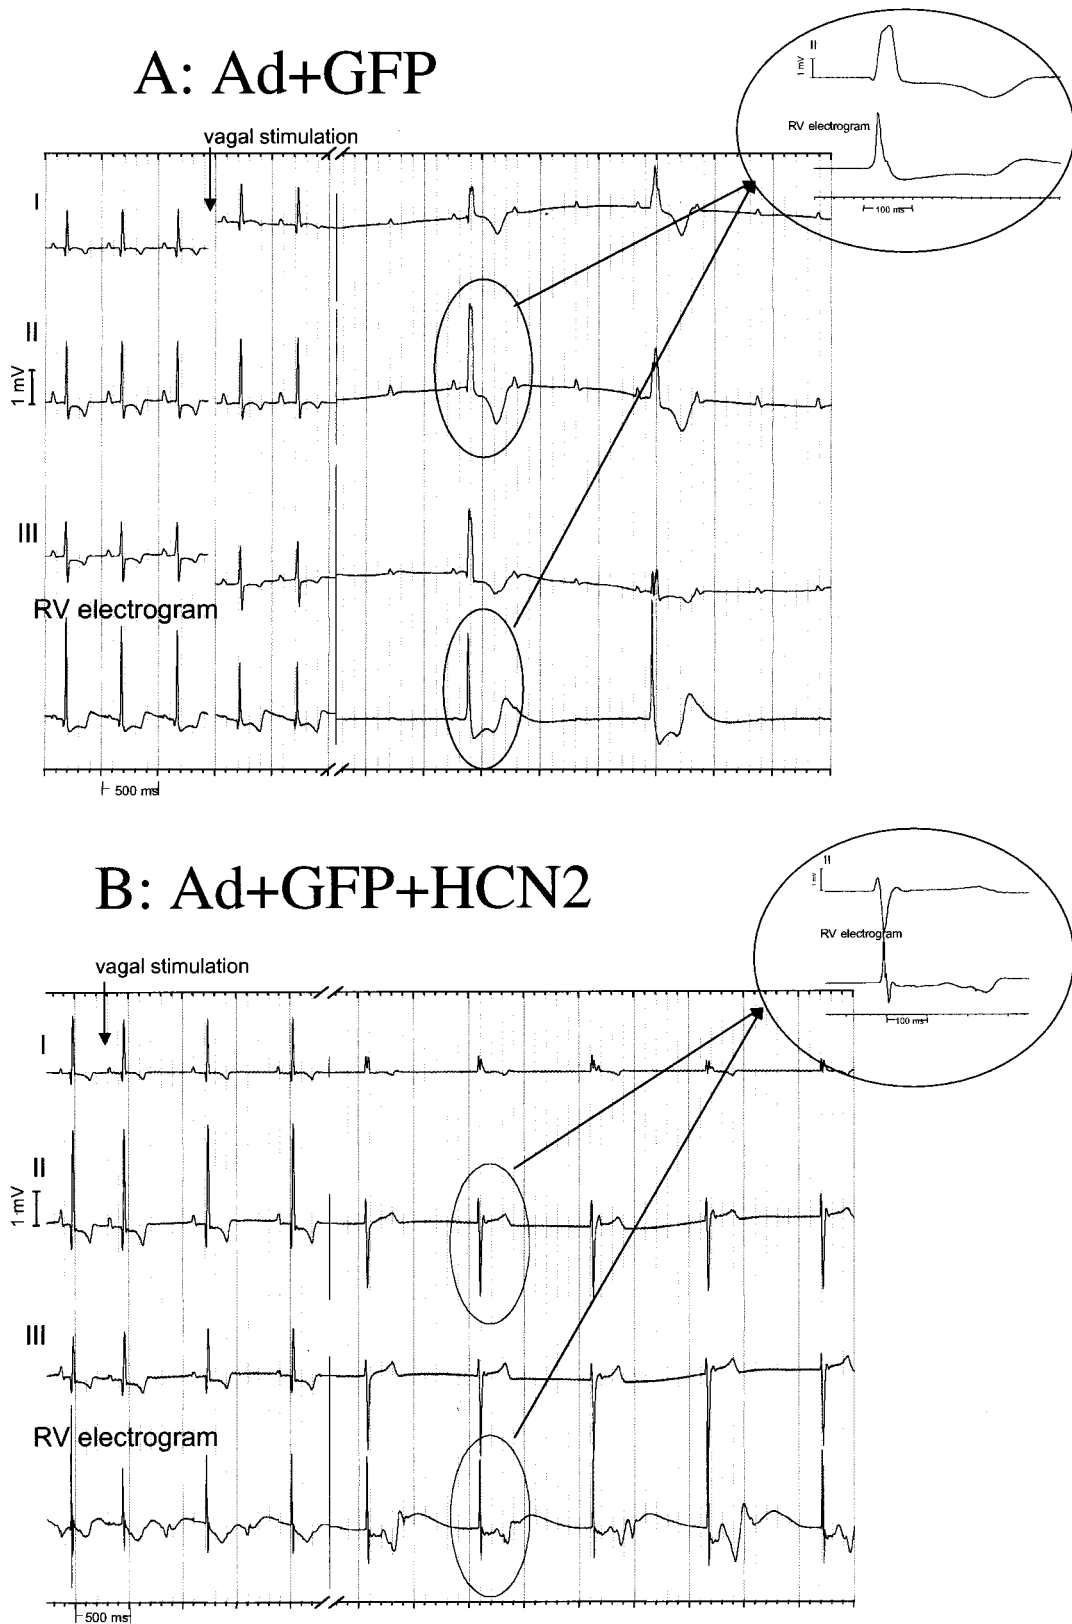 A: Ad+GFP
II
1 mV
RV electrogram
100 ms
vagal stimulation
I
II
1 mV
III
RV electrogram
500 ms
B: Ad+GFP+HCN2
II
1 mV
RV electrogram
100 ms
vagal stimulation
I
II
1 mV
III
RV electrogram
500 ms